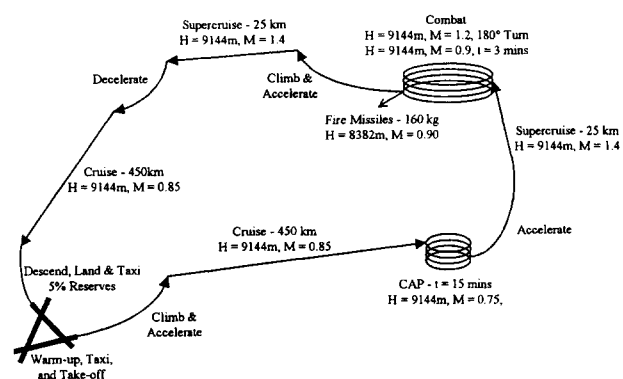 Supercruise - 25 km
H = 9144m, M = 1.4
Combat
H = 9144m, M = 1.2, 180° Turn
H = 9144m, M = 0.9, t = 3 mins
Decelerate
Climb &
Accelerate
Fire Missiles - 160 kg
H = 8382m, M = 0.90
Supercruise - 25 km
H = 9144m, M = 1.4
Cruise - 450km
H = 9144m, M = 0.85
Cruise - 450 km
H = 9144m, M = 0.85
Accelerate
Descend, Land & Taxi
5% Reserves
Climb &
Accelerate
CAP - t = 15 mins
H = 9144m, M = 0.75,
Warm-up, Taxi,
and Take-off